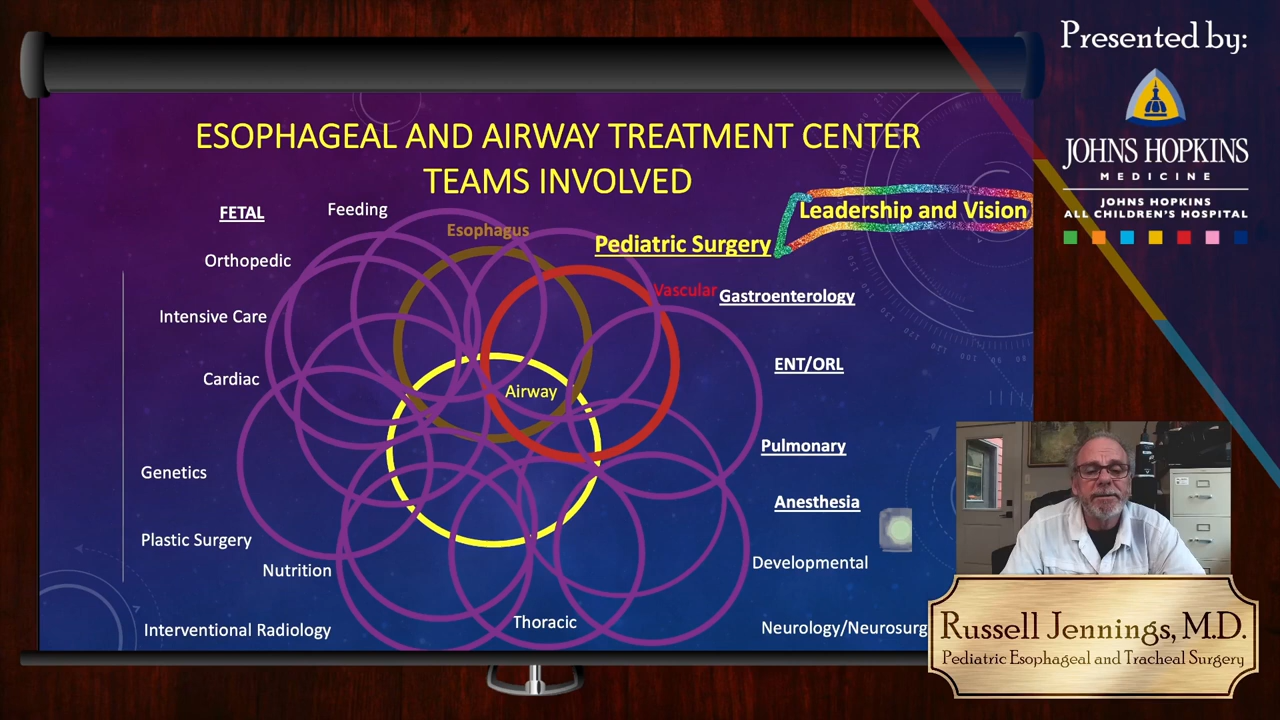 Presented by:
JOHNS HOPKINS
MEDICINE
JOHNS HOPKINS
ALL CHILDREN'S HOSPITAL
ESOPHAGEAL AND AIRWAY TREATMENT CENTER
TEAMS INVOLVED
FETAL
Feeding
Leadership and Vision
Esophagus
Pediatric Surgery
Orthopedic
Vascular
Gastroenterology
Intensive Care
ENT/ORL
Cardiac
Airway
Pulmonary
Genetics
Anesthesia
Plastic Surgery
Nutrition
Developmental
Interventional Radiology
Thoracic
Neurology/Neurosurg
Russell Jennings, M.D.
Pediatric Esophageal and Tracheal Surgery